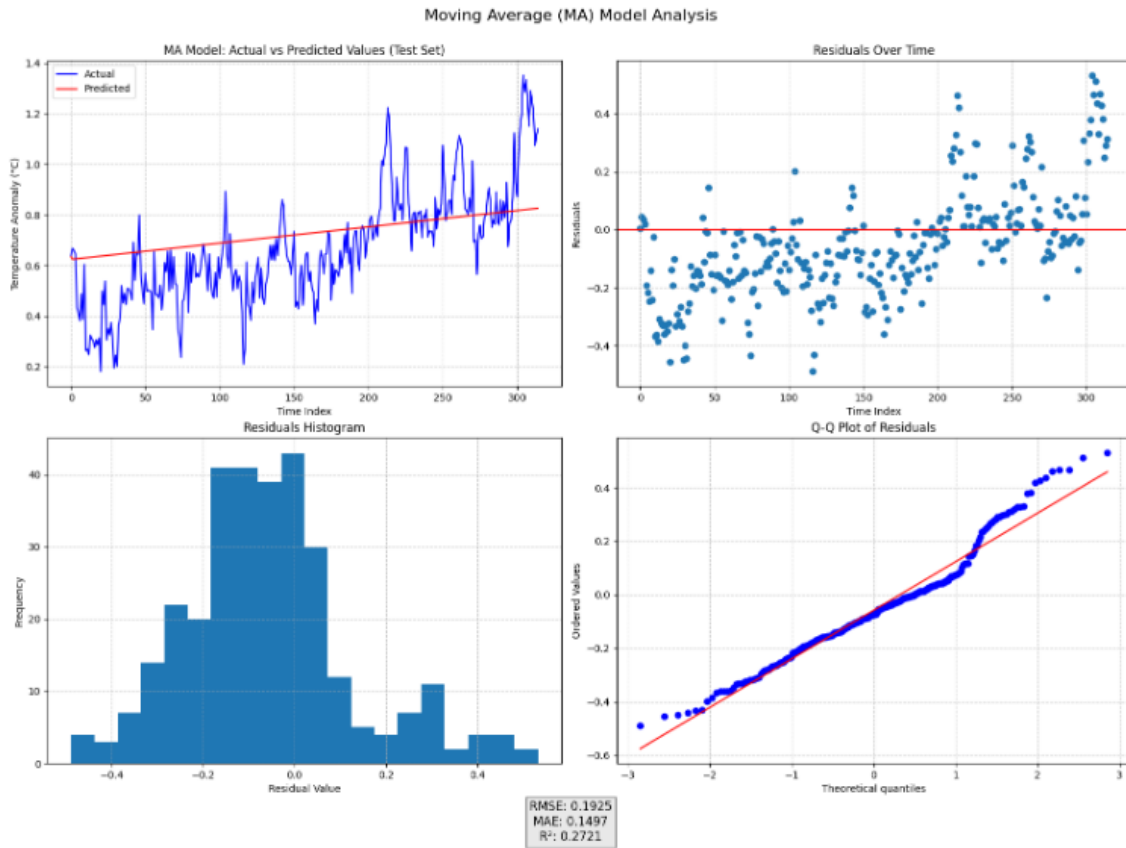 Moving Average (MA) Model Analysis
MA Model: Actual vs Predicted Values (Test Set)
Actual
Predicted
Temperature Anomaly (°C)
1.4
1.2
1.0
0.8
0.6
0.4
0.2
0
50
100
150
200
250
300
Time Index
Residuals Over Time
Residuals
0.4
0.2
0.0
−0.2
−0.4
0
50
100
150
200
250
300
Time Index
Residuals Histogram
Frequency
40
30
20
10
0
−0.4
−0.2
0.0
0.2
0.4
Residual Value
Q-Q Plot of Residuals
Ordered Values
0.4
0.2
0.0
−0.2
−0.4
−0.6
−3
−2
−1
0
1
2
3
Theoretical quantiles
RMSE: 0.1925
MAE: 0.1497
R²: 0.2721